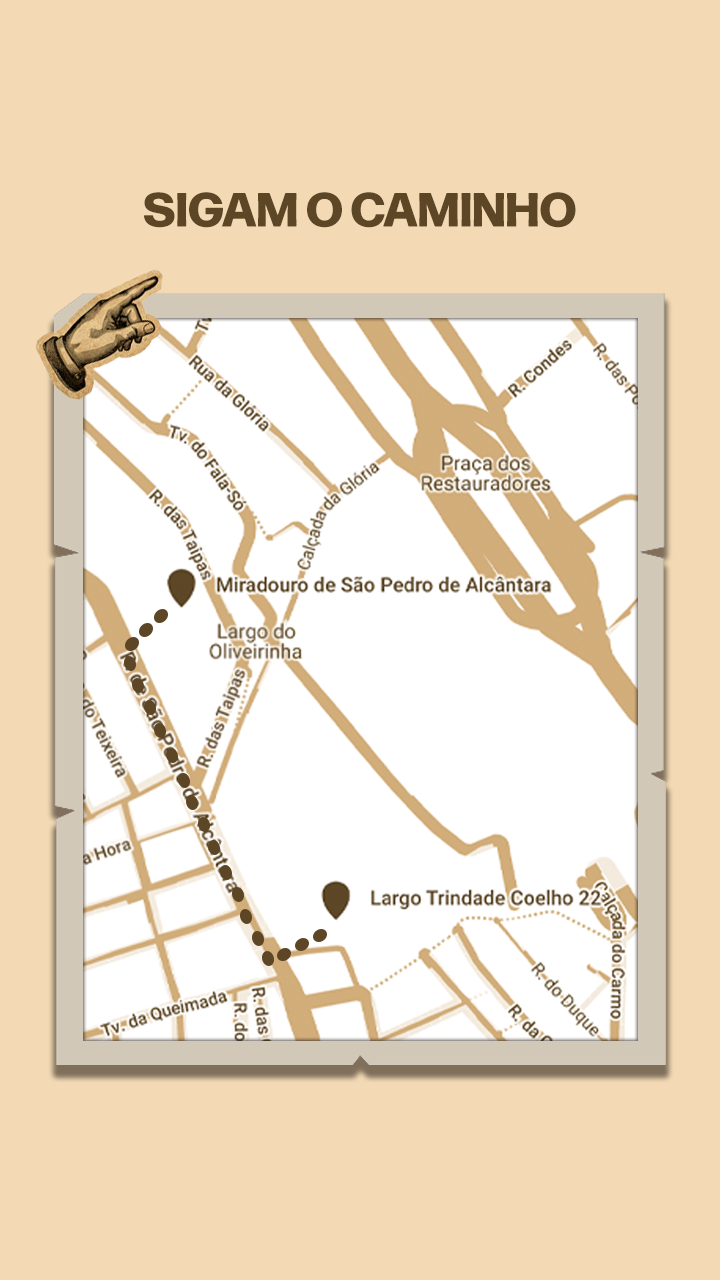 SIGAM O CAMINHO
Rua da Glória
R. Condes
Tv. do Fala-Só
Calçada da Glória
Praça dos
Restauradores
R. das Taipas
Miradouro de São Pedro de Alcântara
Largo do
Oliveirinha
R. das Taipas
R. de São Pedro de Alcântara
do Teixeira
a Hora
Largo Trindade Coelho 22
Calçada do Carmo
Tv. da Queimada
R. das
R. do
R. do Duque